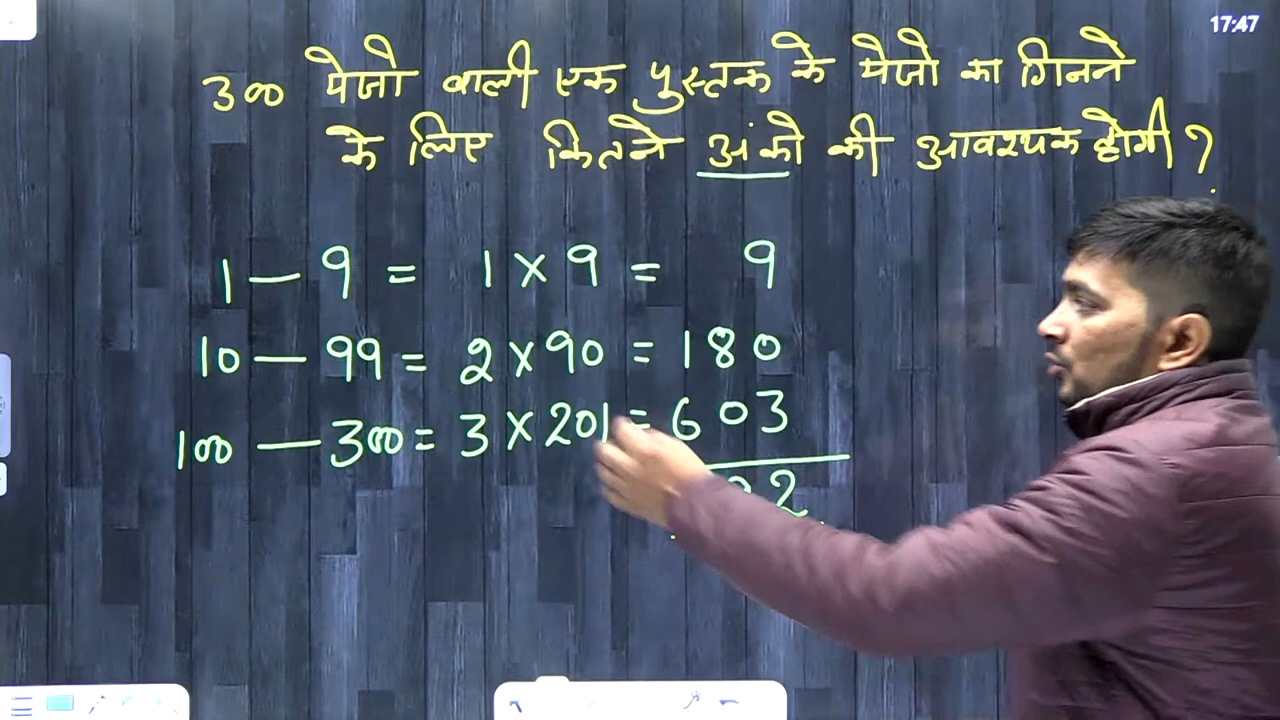 17:47
300 पेजो वाली एक पुस्तक के पेजो का गिनने
के लिए कितने अंको की आवश्यक होगी ?
1 — 9 = 1 × 9 = 9
10 — 99 = 2 × 90 = 180
100 — 300 = 3 × 201 = 603
92